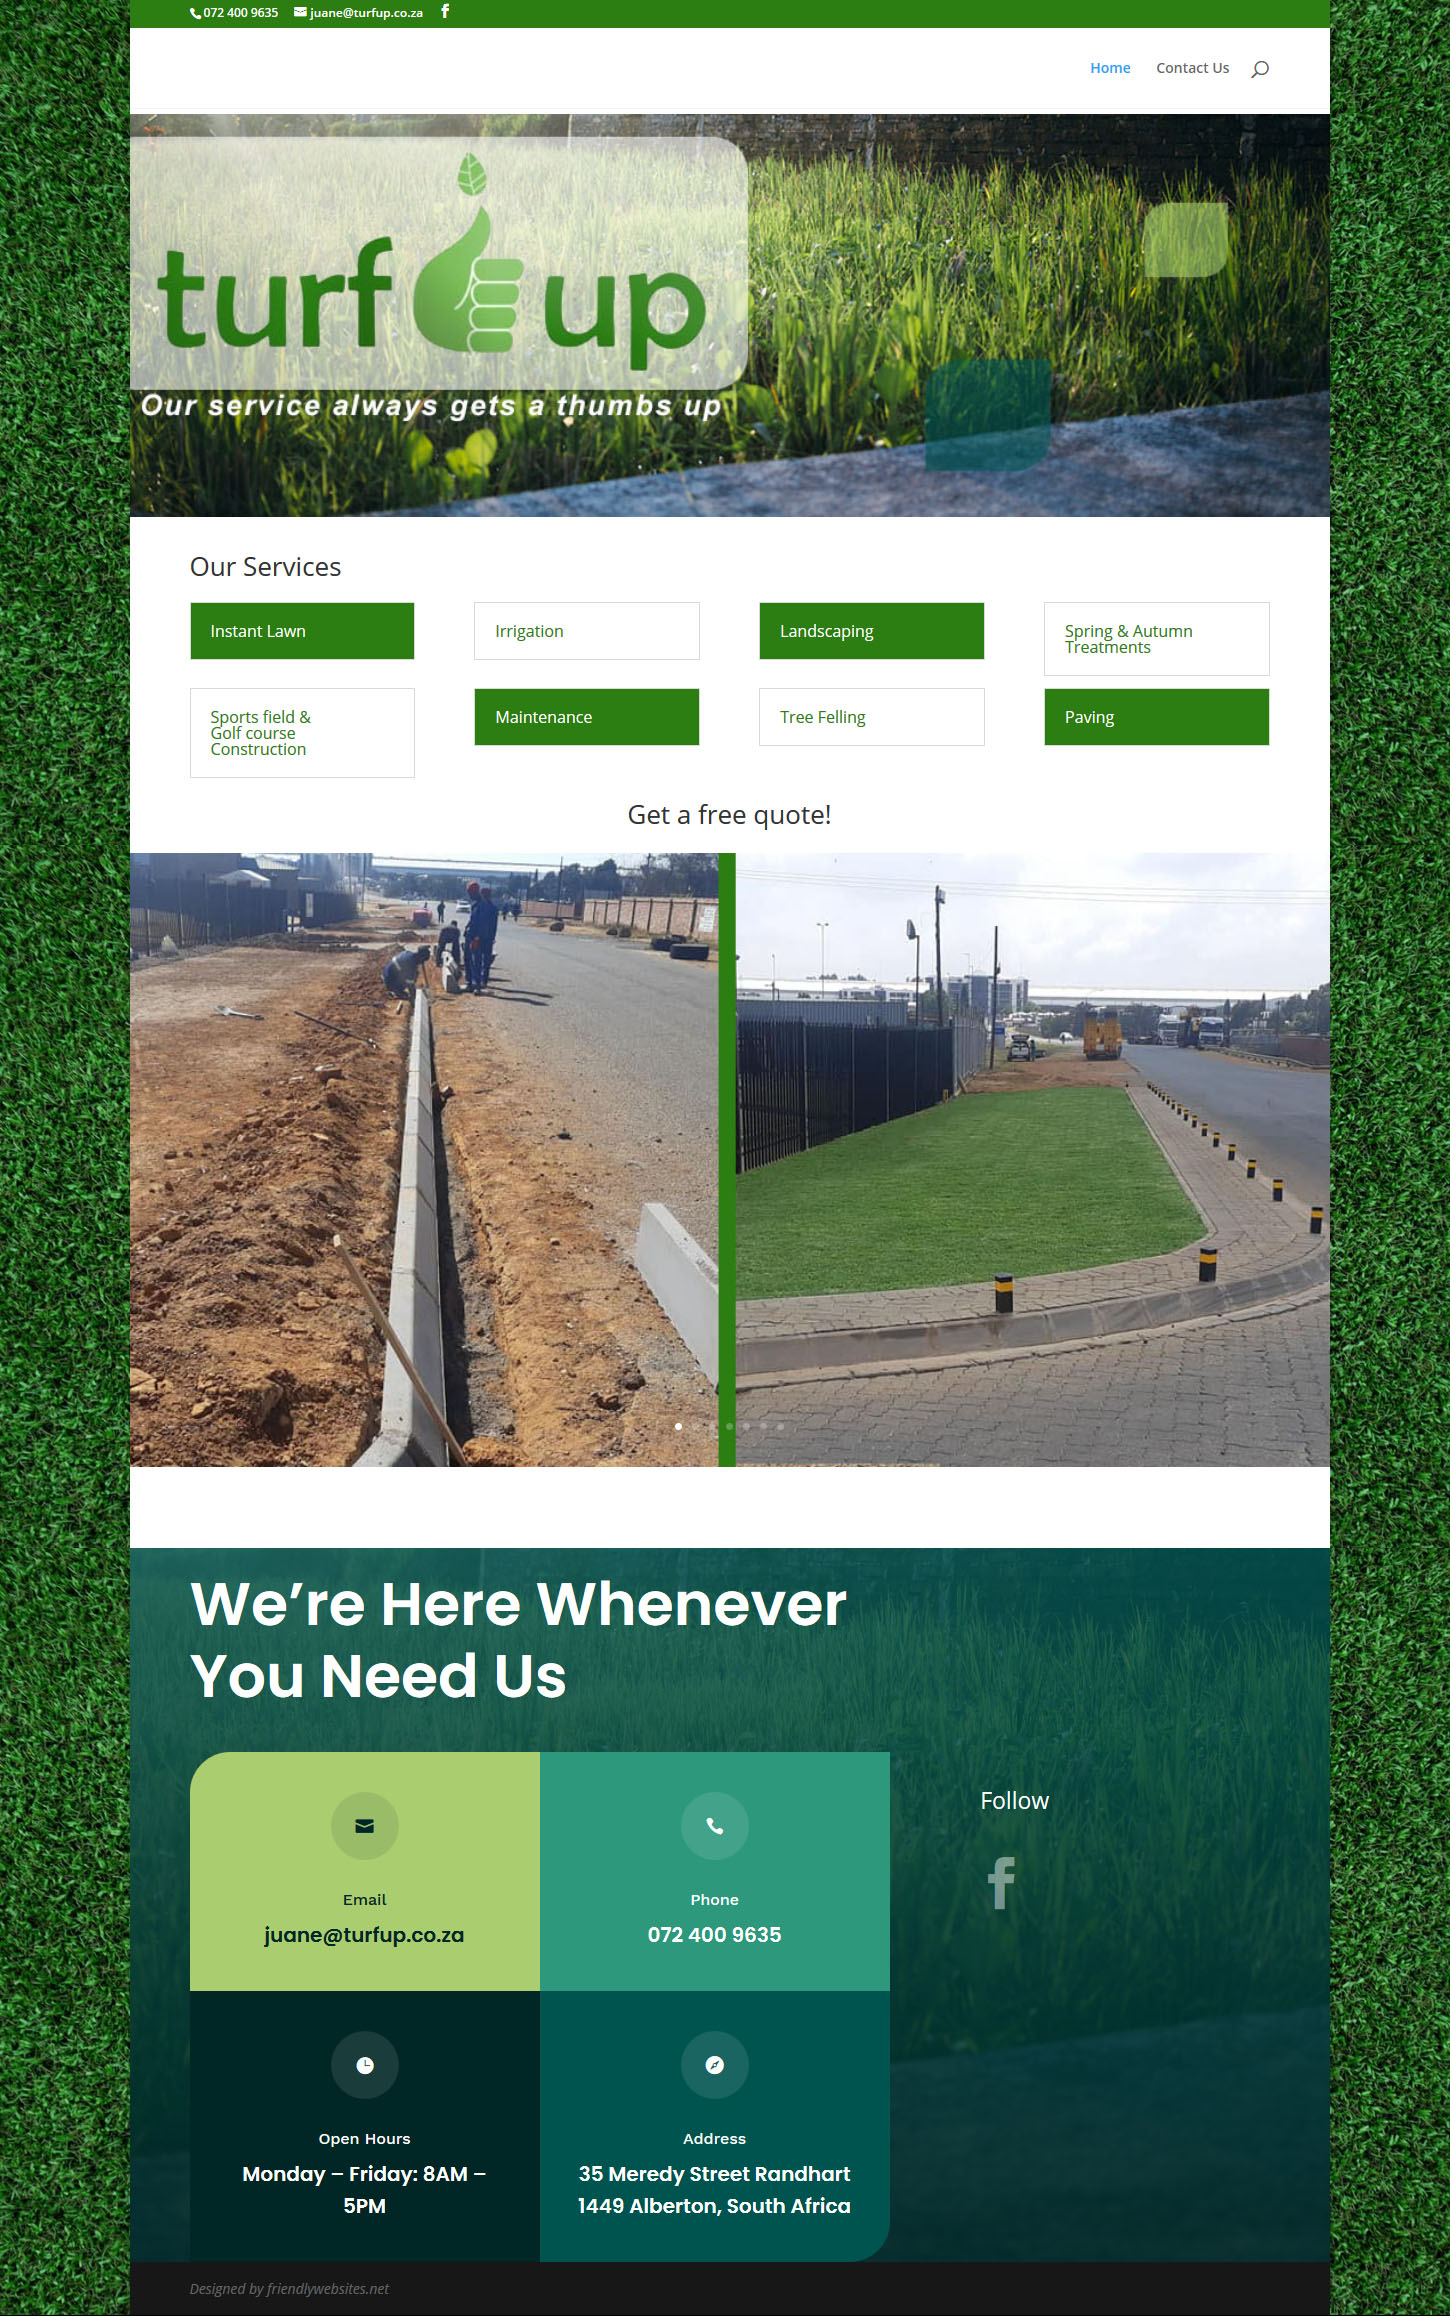 072 400 9635 juane@turfup.co.za
Home Contact Us
turf up
Our service always gets a thumbs up
Our Services
Instant Lawn
Irrigation
Landscaping
Spring & Autumn
Treatments
Sports field &
Golf course
Construction
Maintenance
Tree Felling
Paving
Get a free quote!
We’re Here Whenever
You Need Us
Email
juane@turfup.co.za
Phone
072 400 9635
Follow
Open Hours
Monday – Friday: 8AM –
5PM
Address
35 Meredy Street Randhart
1449 Alberton, South Africa
Designed by friendlywebsites.net